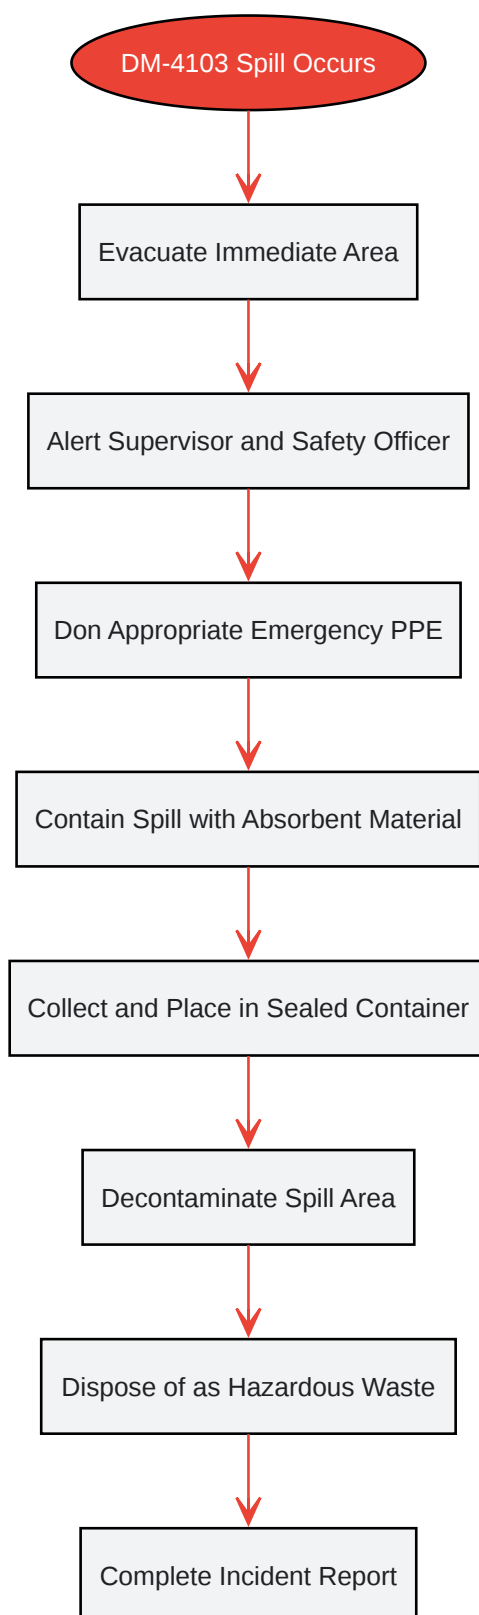 DM-4103 Spill Occurs
Evacuate Immediate Area
Alert Supervisor and Safety Officer
Don Appropriate Emergency PPE
Contain Spill with Absorbent Material
Collect and Place in Sealed Container
Decontaminate Spill Area
Dispose of as Hazardous Waste
Complete Incident Report